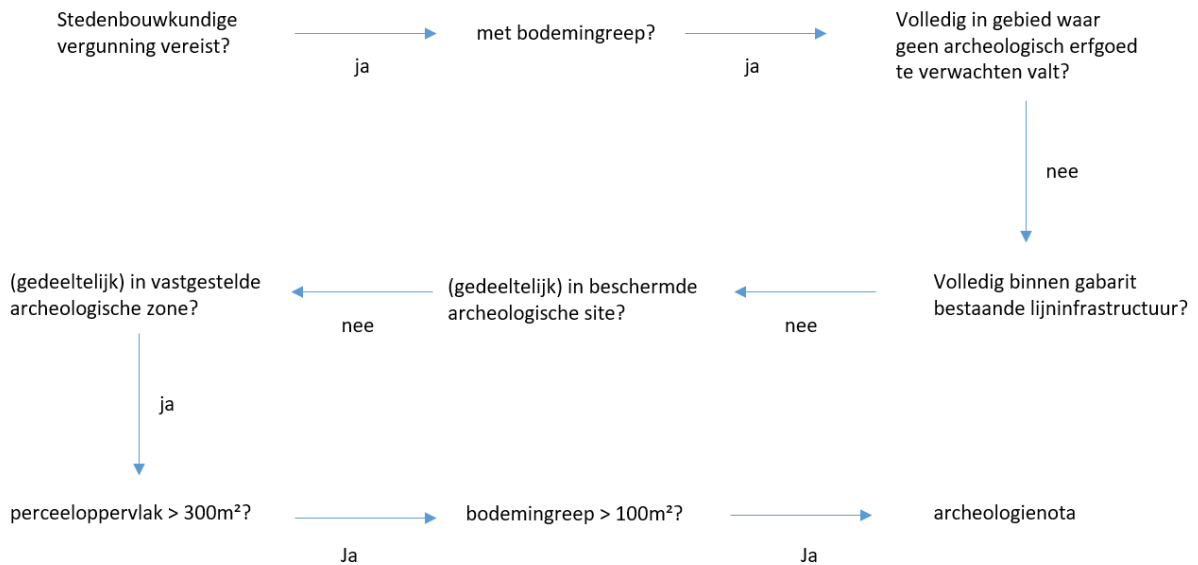 Stedenbouwkundige
vergunning vereist?
ja
met bodemingreep?
ja
Volledig in gebied waar
geen archeologisch erfgoed
te verwachten valt?
nee
Volledig binnen gabarit
bestaande lijninfrastructuur?
nee
(gedeeltelijk) in beschermde
archeologische site?
nee
(gedeeltelijk) in vastgestelde
archeologische zone?
ja
perceeloppervlak > 300m²?
Ja
bodemingreep > 100m²?
Ja
archeologienota